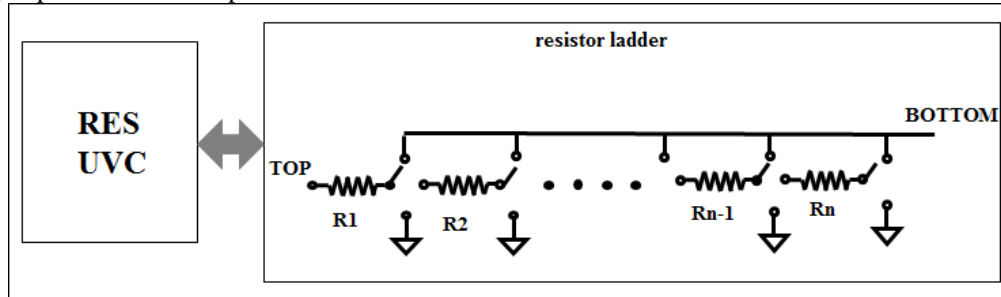 resistor ladder
RES
UVC
BOTTOM
TOP
R1
R2
Rn-1
Rn